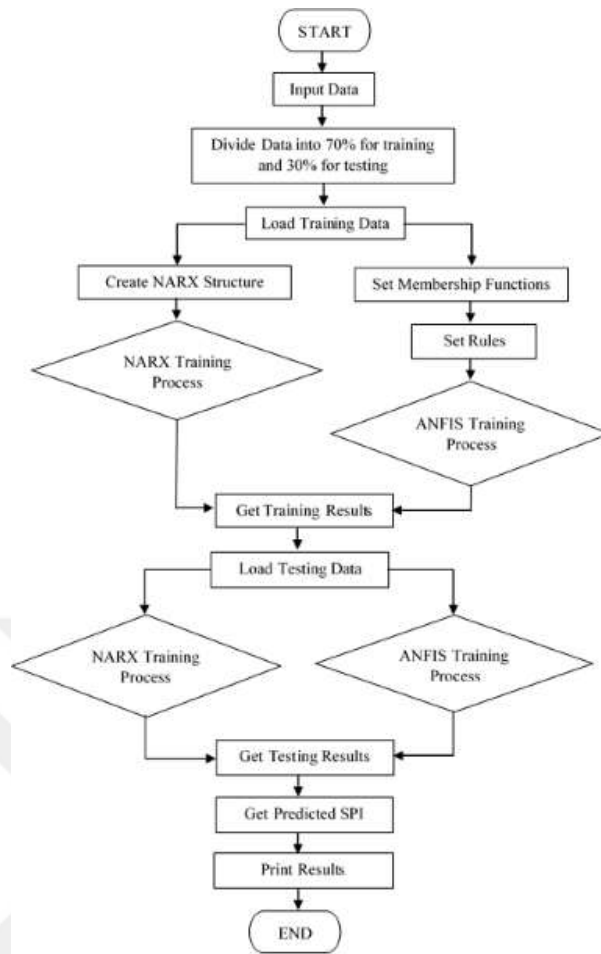 START
Input Data
Divide Data into 70% for training
and 30% for testing
Load Training Data
Create NARX Structure
Set Membership Functions
NARX Training
Process
Set Rules
ANFIS Training
Process
Get Training Results
Load Testing Data
NARX Training
Process
ANFIS Training
Process
Get Testing Results
Get Predicted SPI
Print Results
END